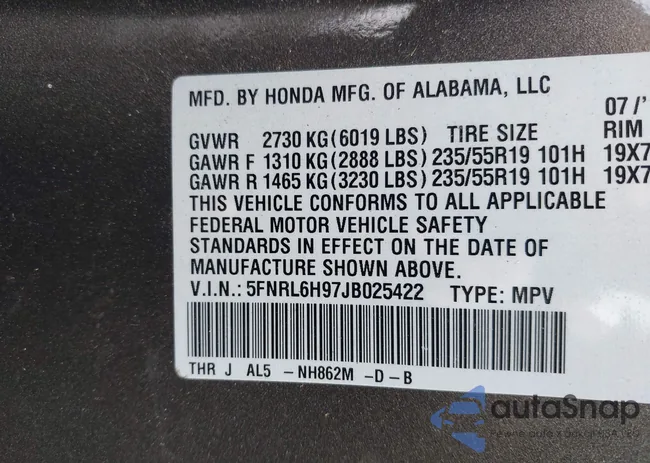 MFD. BY HONDA MFG. OF ALABAMA, LLC
07/'
GVWR 2730 KG(6019 LBS) TIRE SIZE RIM
GAWR F 1310 KG(2888 LBS) 235/55R19 101H 19X7
GAWR R 1465 KG(3230 LBS) 235/55R19 101H 19X7
THIS VEHICLE CONFORMS TO ALL APPLICABLE
FEDERAL MOTOR VEHICLE SAFETY
STANDARDS IN EFFECT ON THE DATE OF
MANUFACTURE SHOWN ABOVE.
V.I.N.: 5FNRL6H97JB025422 TYPE: MPV
THR J AL5 -NH862M -D-B
autaSnap